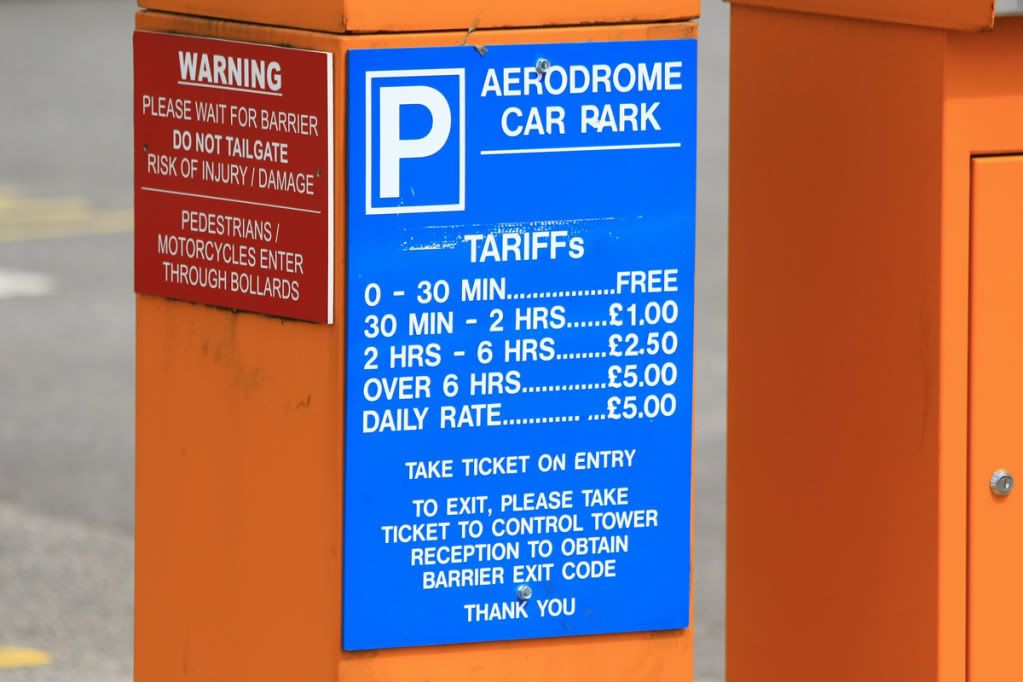 WARNING
PLEASE WAIT FOR BARRIER
DO NOT TAILGATE
RISK OF INJURY / DAMAGE
PEDESTRIANS /
MOTORCYCLES ENTER
THROUGH BOLLARDS
P
AERODROME
CAR PARK
TARIFFs
0 - 30 MIN.................FREE
30 MIN - 2 HRS......£1.00
2 HRS - 6 HRS........£2.50
OVER 6 HRS.............£5.00
DAILY RATE............ ...£5.00
TAKE TICKET ON ENTRY
TO EXIT, PLEASE TAKE
TICKET TO CONTROL TOWER
RECEPTION TO OBTAIN
BARRIER EXIT CODE
THANK YOU